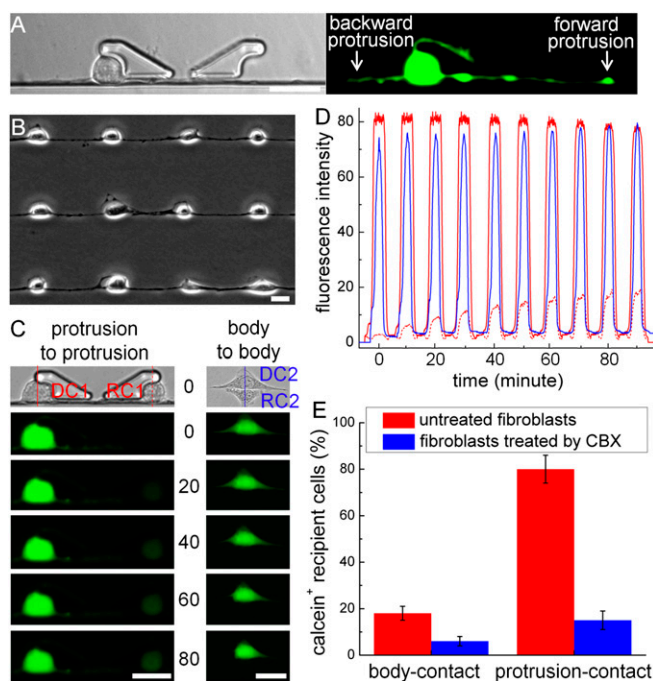 A
backward protrusion
forward protrusion
B
C
protrusion to protrusion
body to body
DC1
RC1
0
DC2
RC2
0
20
40
60
80
D
fluorescence intensity
80
60
40
20
0
0
20
40
60
80
time (minute)
E
calcein⁺ recipient cells (%)
100
80
60
40
20
0
untreated fibroblasts
fibroblasts treated by CBX
body-contact
protrusion-contact